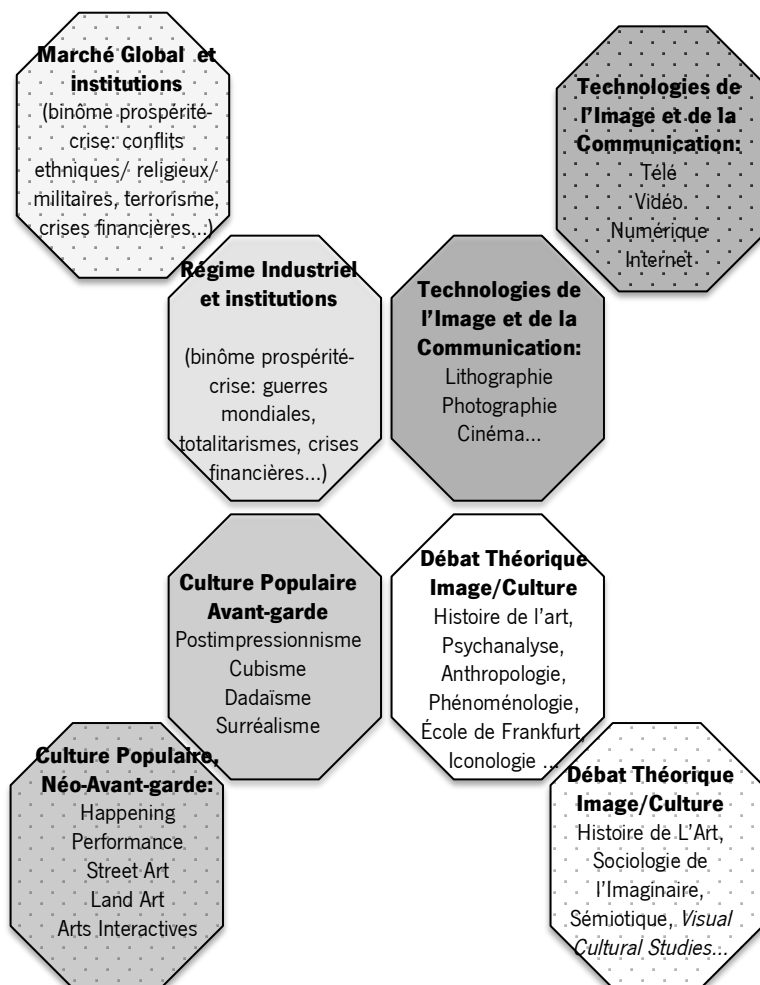 Marché Global et
institutions
(binôme prospérité-
crise: conflits
ethniques/ religieux/
militaires, terrorisme,
crises financières...)
Technologies de
l'Image et de la
Communication:
Télé
Vidéo
Numérique
Internet
Régime Industriel
et institutions
(binôme prospérité-
crise: guerres
mondiales,
totalitarismes, crises
financières...)
Technologies de
l'Image et de la
Communication:
Lithographie
Photographie
Cinéma...
Culture Populaire
Avant-garde
Postimpressionnisme
Cubisme
Dadaïsme
Surréalisme
Débat Théorique
Image/Culture
Histoire de l'art,
Psychanalyse,
Anthropologie,
Phénoménologie,
École de Frankfurt,
Iconologie ...
Culture Populaire,
Néo-Avant-garde:
Happening
Performance
Street Art
Land Art
Arts Interactives
Débat Théorique
Image/Culture
Histoire de L'Art,
Sociologie de
l'Imaginaire,
Sémiotique, Visual
Cultural Studies...